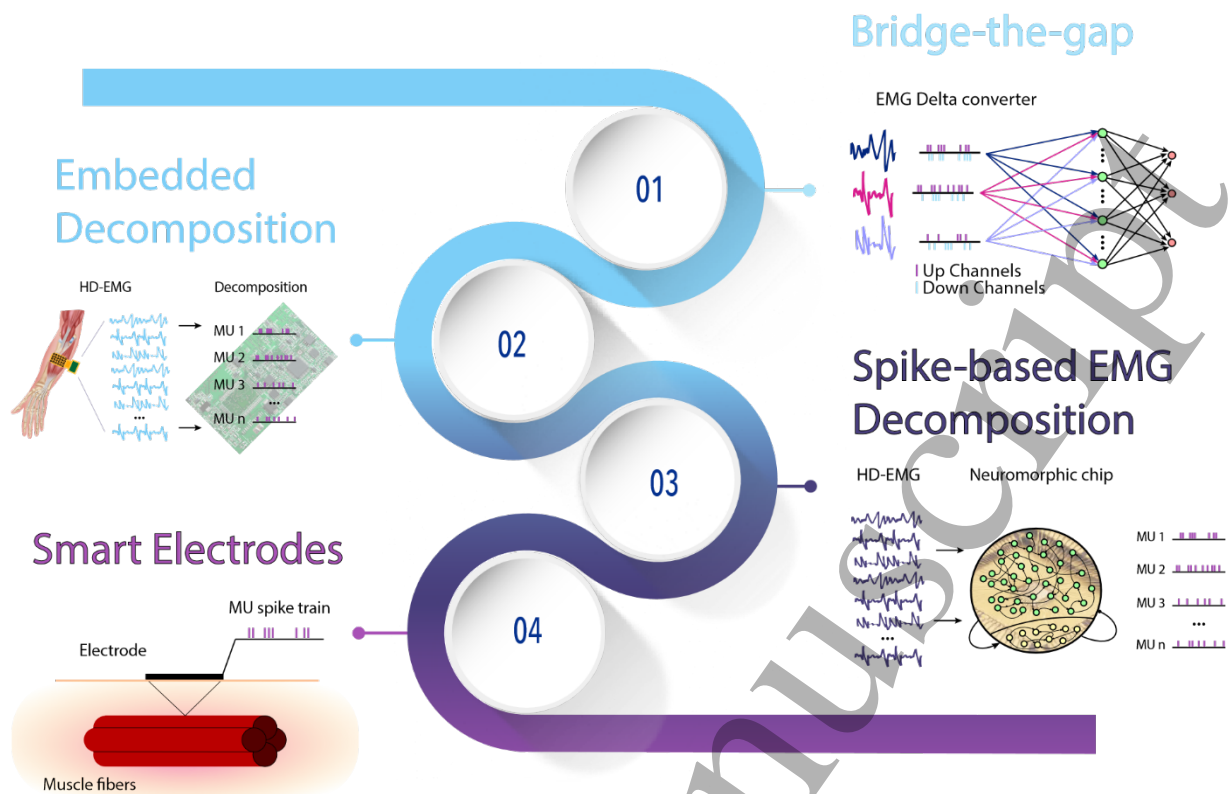 Bridge-the-gap
EMG Delta converter
Up Channels
Down Channels
01
Embedded
Decomposition
HD-EMG
Decomposition
MU 1
MU 2
MU 3
...
MU n
...
02
Spike-based EMG
Decomposition
HD-EMG
Neuromorphic chip
MU 1
MU 2
MU 3
...
MU n
...
03
Smart Electrodes
MU spike train
Electrode
Muscle fibers
04
nuscript